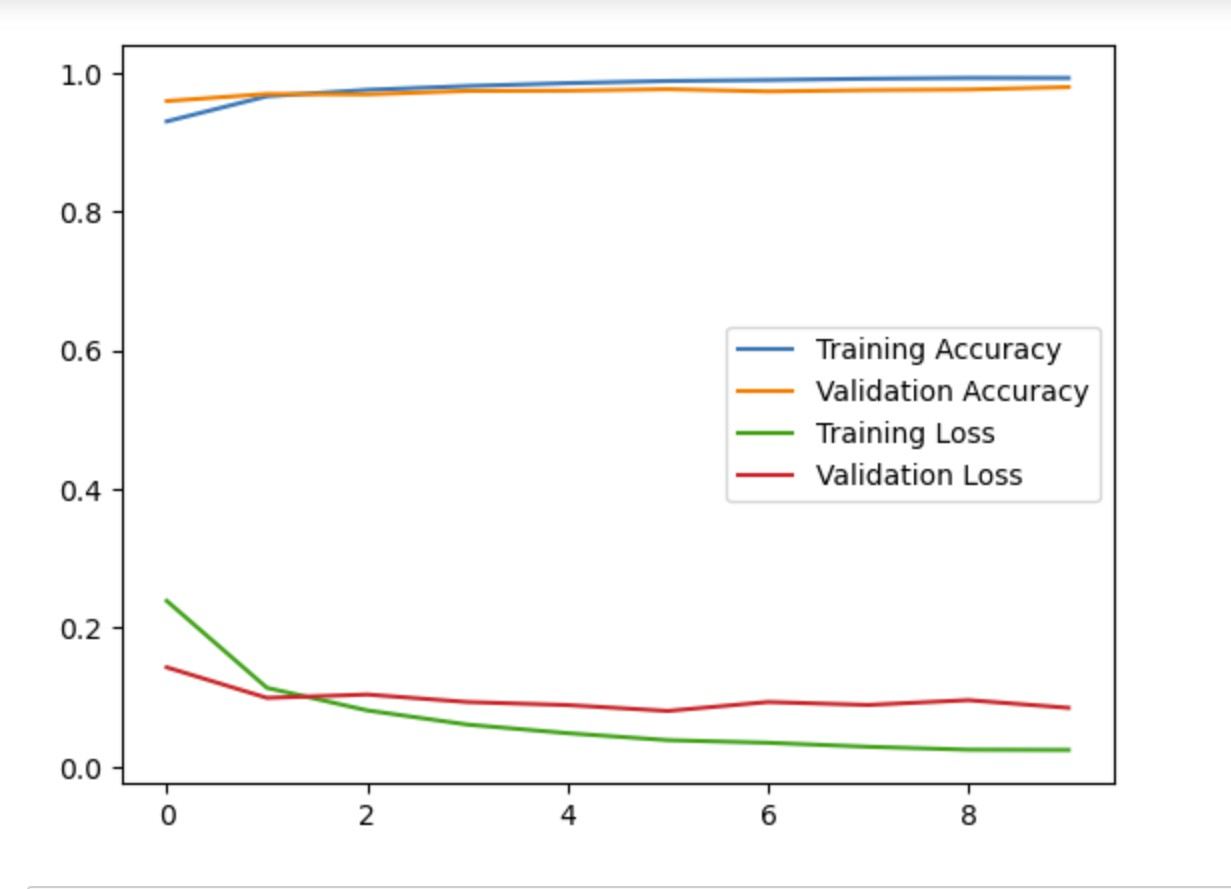 1.0
0.8
0.6
0.4
0.2
0.0
Training Accuracy
Validation Accuracy
Training Loss
Validation Loss
0 2 4 6 8